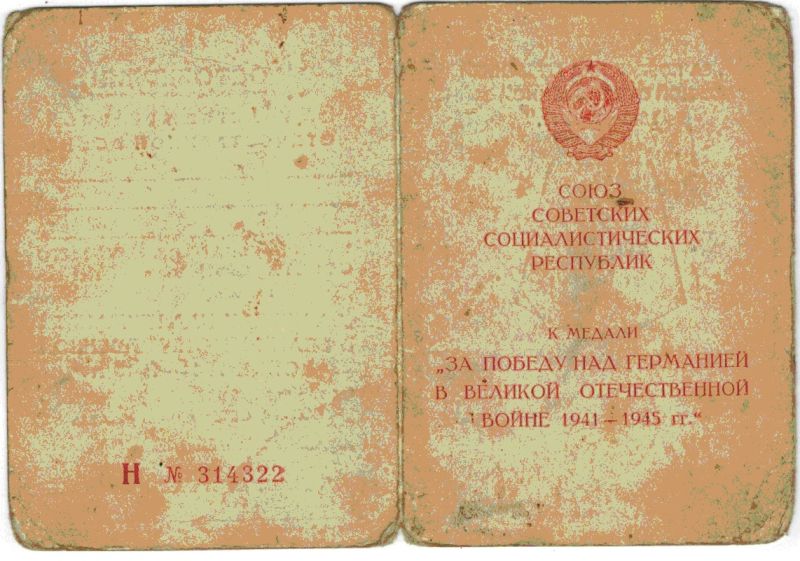 Н № 314322
СОЮЗ
СОВЕТСКИХ
СОЦИАЛИСТИЧЕСКИХ
РЕСПУБЛИК
К МЕДАЛИ
„ЗА ПОБЕДУ НАД ГЕРМАНИЕЙ
В ВЕЛИКОЙ ОТЕЧЕСТВЕННОЙ
ВОЙНЕ 1941—1945 гг.“